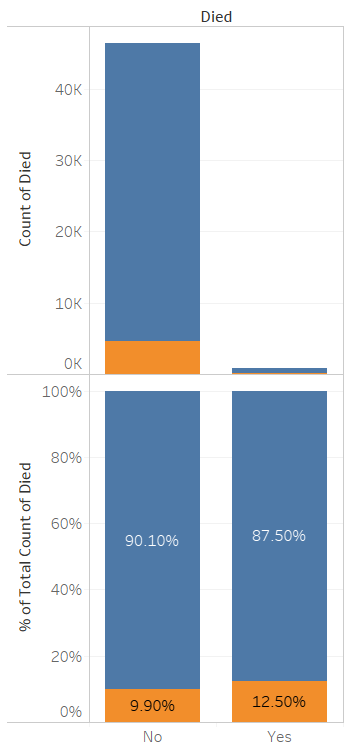 Died
Count of Died
40K
30K
20K
10K
0K
% of Total Count of Died
100%
80%
60%
40%
20%
0%
90.10%
87.50%
9.90%
12.50%
No
Yes